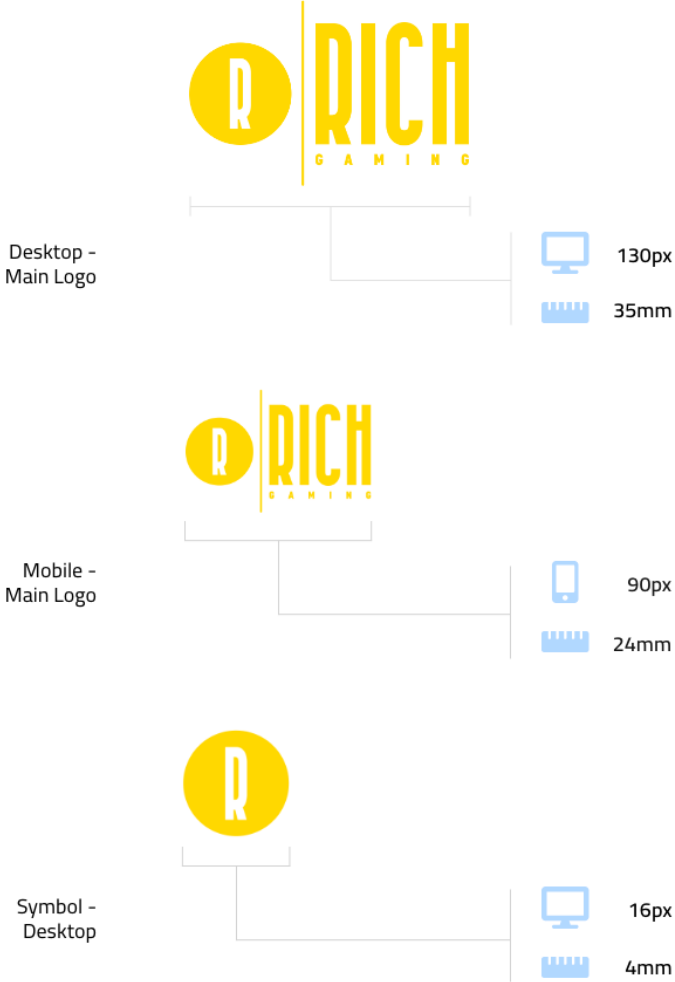 R
RICH
GAMING
Desktop -
Main Logo
130px
35mm
R
RICH
GAMING
Mobile -
Main Logo
90px
24mm
R
Symbol -
Desktop
16px
4mm